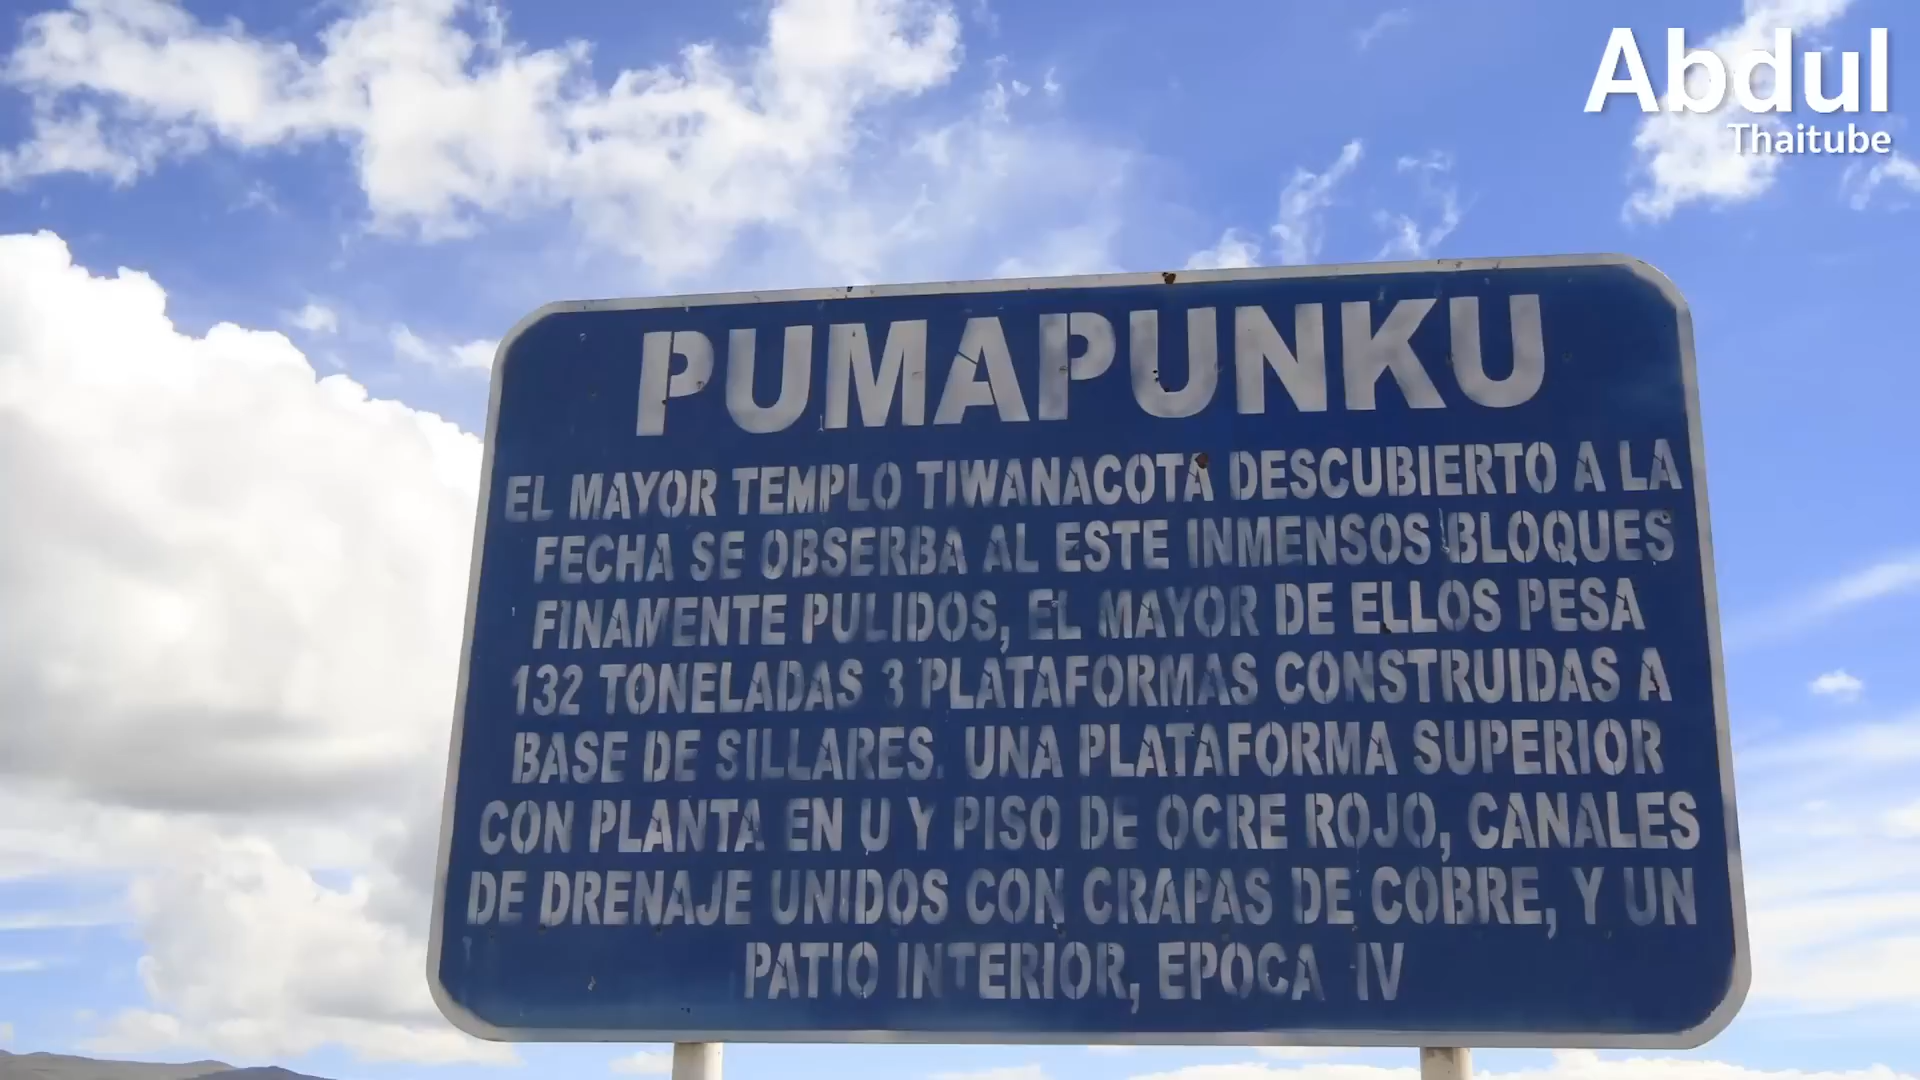 Abdul
Thaitube
PUMAPUNKU
EL MAYOR TEMPLO TIWANACOTA DESCUBIERTO A LA
FECHA SE OBSERBA AL ESTE INMENSOS BLOQUES
FINAMENTE PULIDOS, EL MAYOR DE ELLOS PESA
132 TONELADAS 3 PLATAFORMAS CONSTRUIDAS A
BASE DE SILLARES. UNA PLATAFORMA SUPERIOR
CON PLANTA EN U Y PISO DE OCRE ROJO, CANALES
DE DRENAJE UNIDOS CON CRAPAS DE COBRE, Y UN
PATIO INTERIOR, EPOCA IV